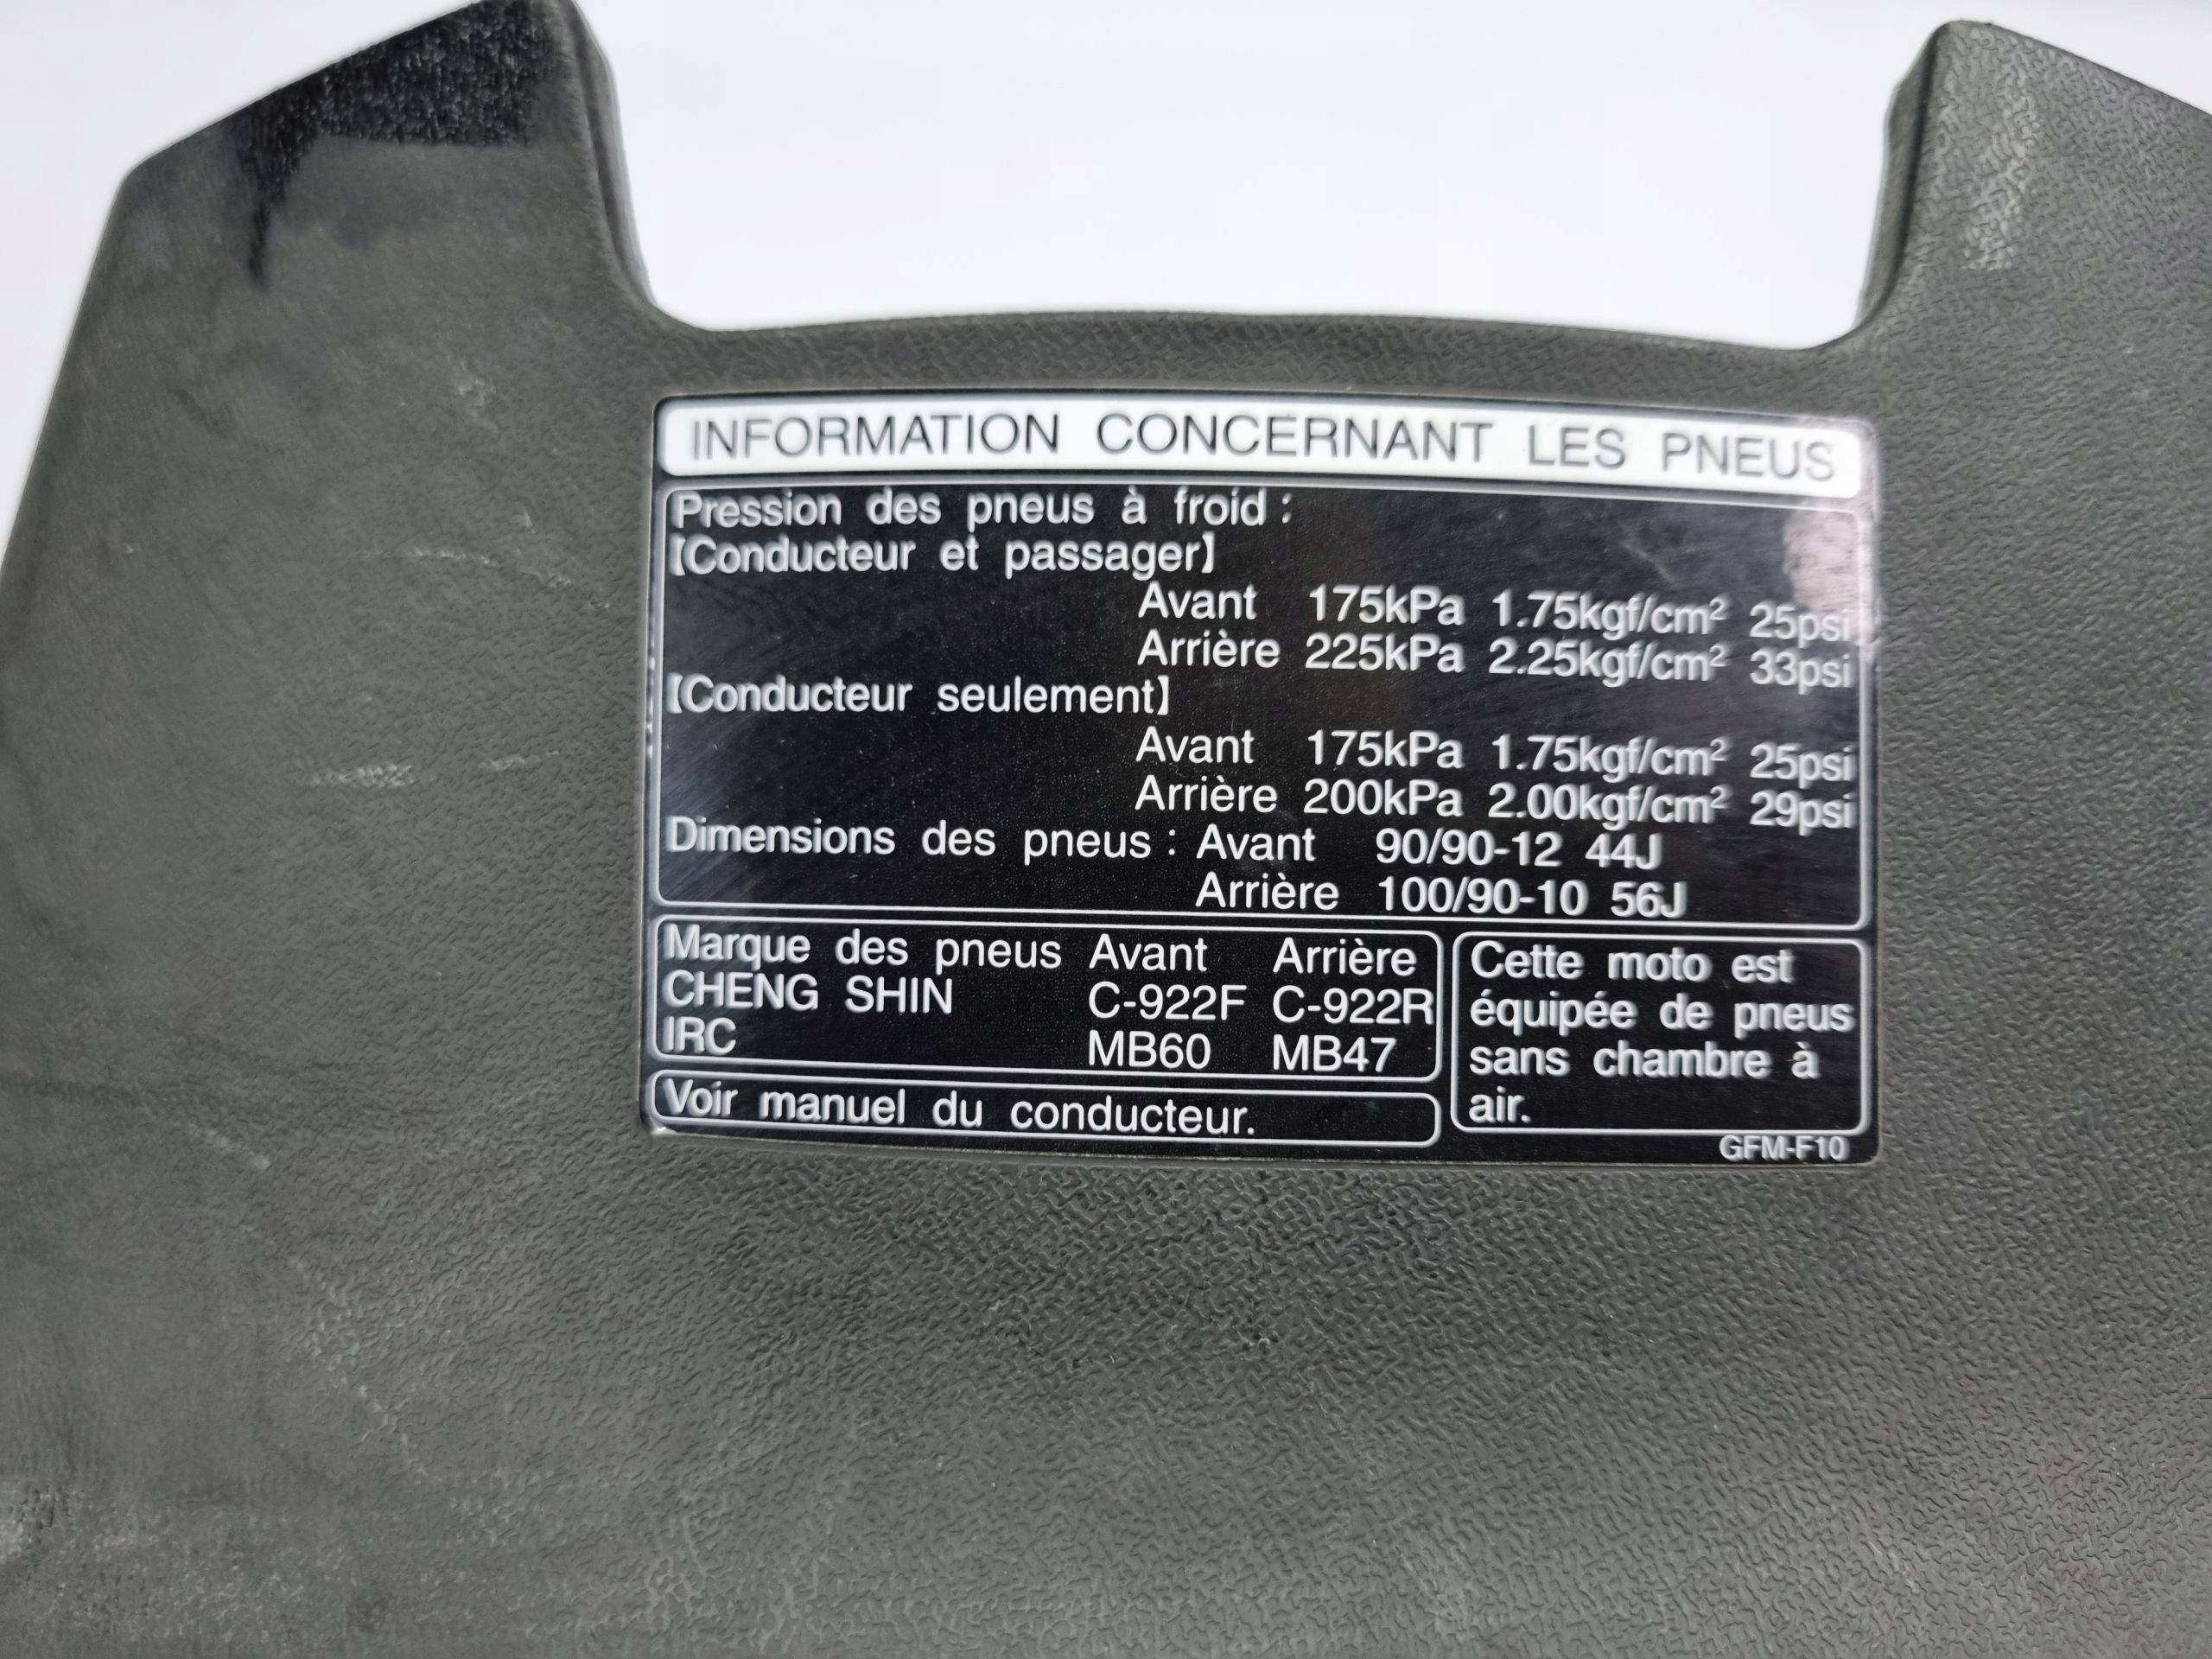 INFORMATION CONCERNANT LES PNEUS
Pression des pneus à froid :
【Conducteur et passager】
Avant 175kPa 1.75kgf/cm² 25psi
Arrière 225kPa 2.25kgf/cm² 33psi
【Conducteur seulement】
Avant 175kPa 1.75kgf/cm² 25psi
Arrière 200kPa 2.00kgf/cm² 29psi
Dimensions des pneus : Avant 90/90-12 44J
Arrière 100/90-10 56J
Marque des pneus Avant Arrière
CHENG SHIN C-922F C-922R
IRC MB60 MB47
Voir manuel du conducteur.
Cette moto est
équipée de pneus
sans chambre à
air.
GFM-F10